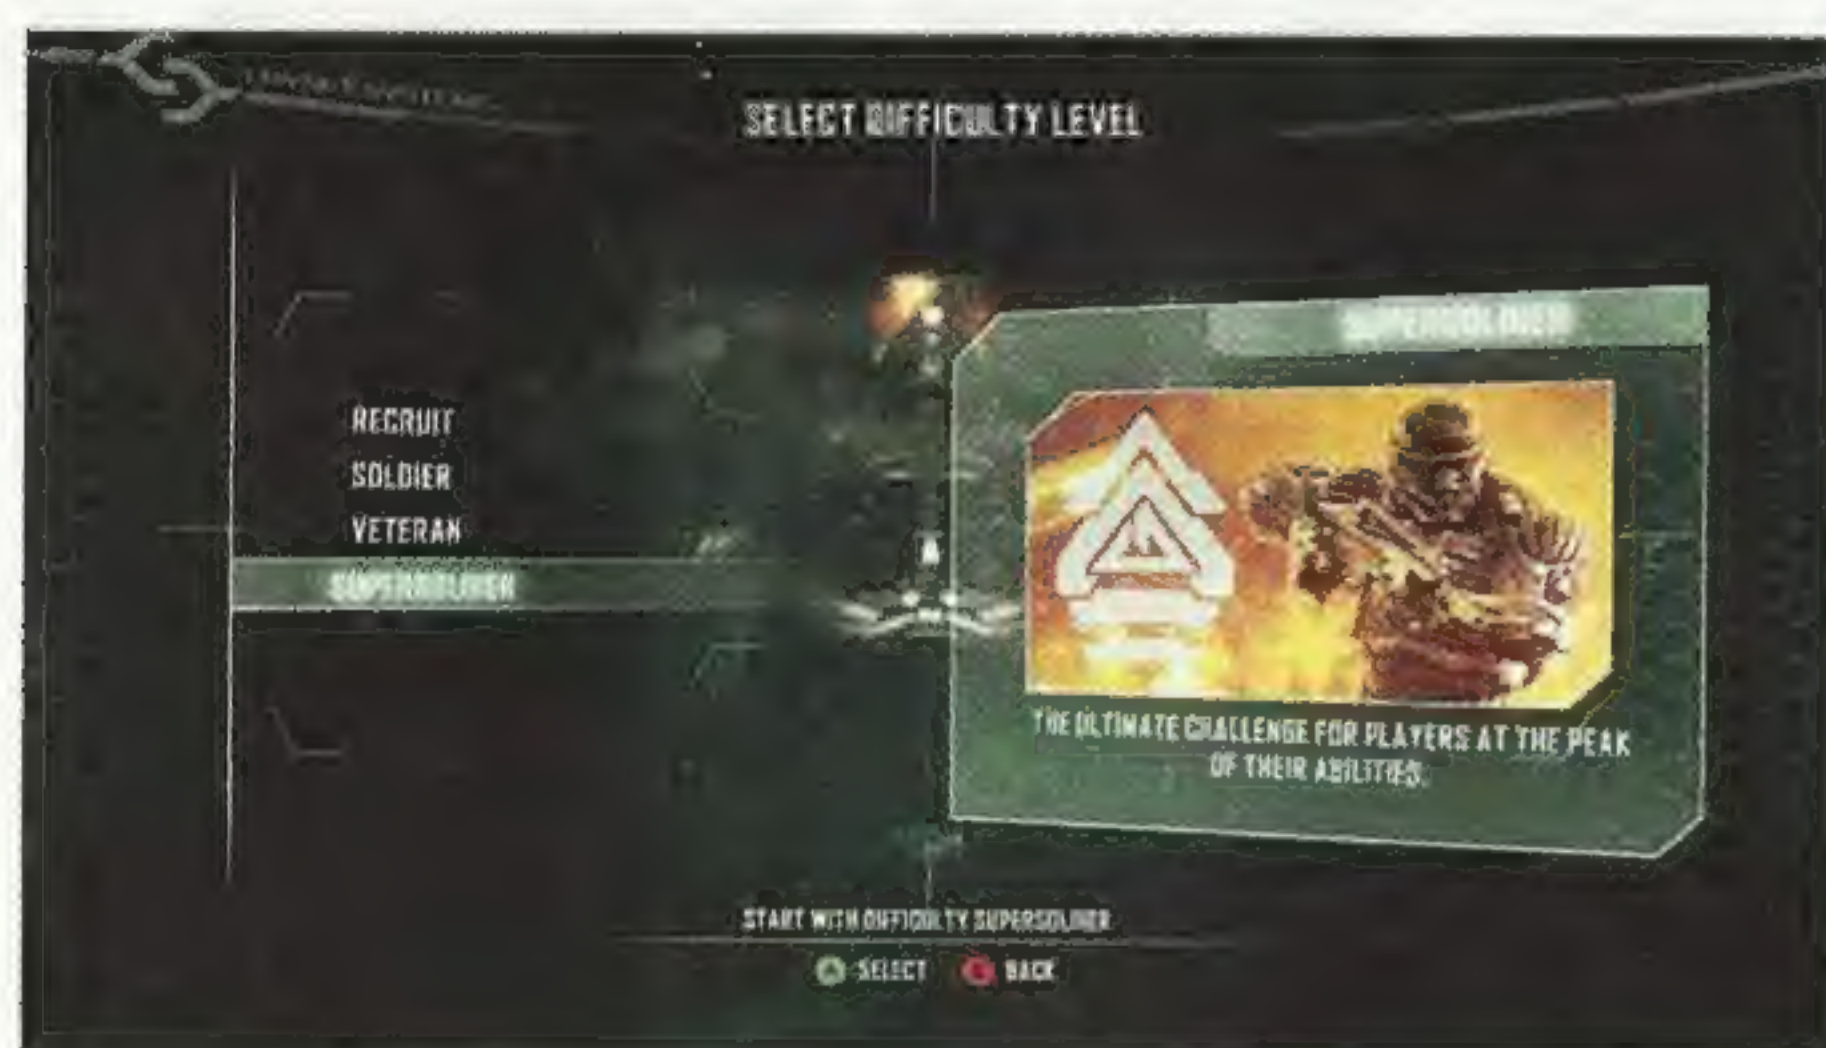 SELECT DIFFICULTY LEVEL
RECRUIT
SOLDIER
VETERAN
SUPERSOLDIER
SUPERSOLDIER
THE ULTIMATE CHALLENGE FOR PLAYERS AT THE PEAK
OF THEIR ABILITIES.
START WITH DIFFICULTY SUPERSOLDIER
A SELECT B BACK